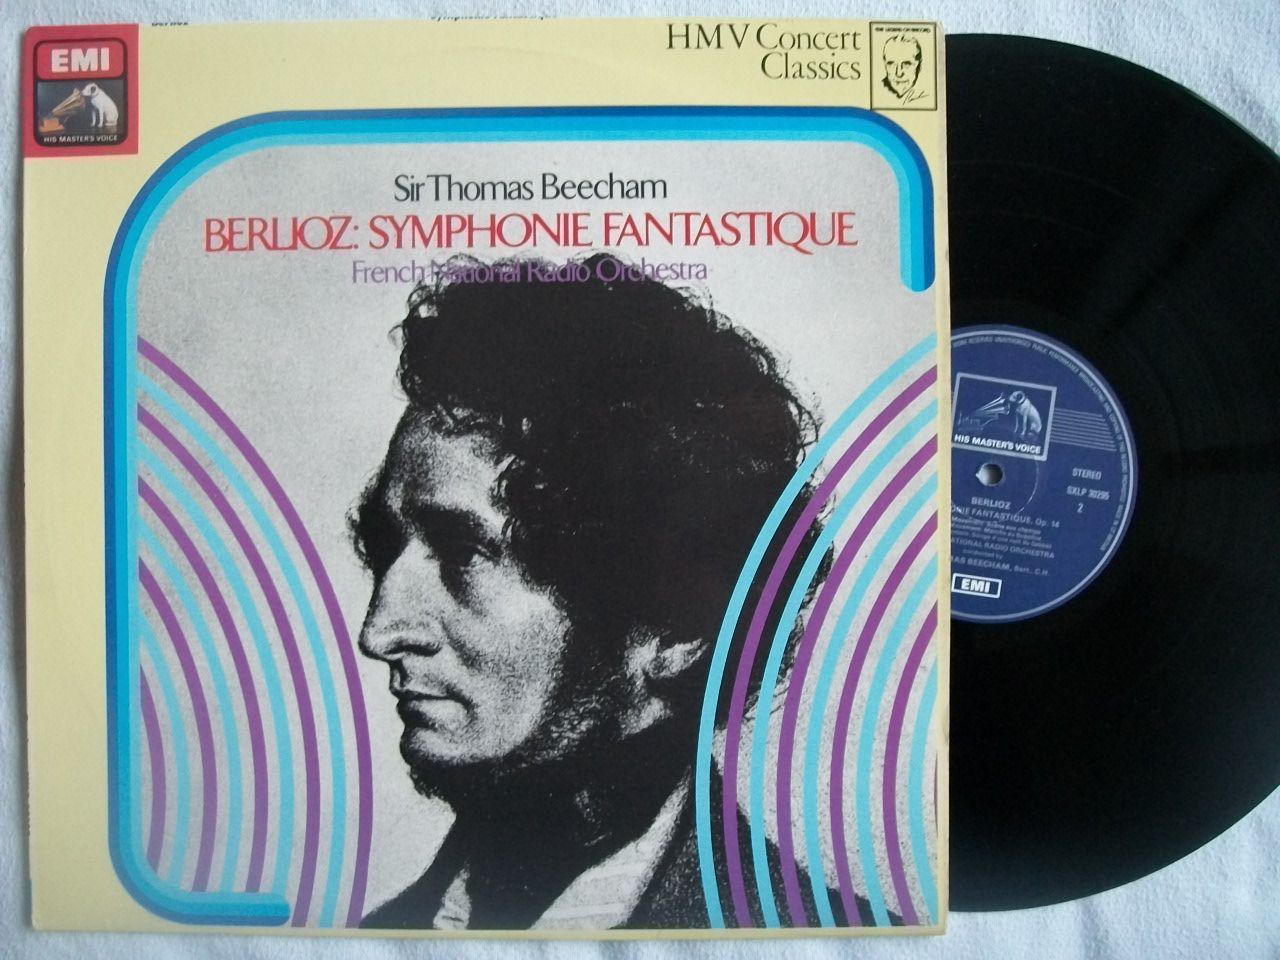 EMI
HIS MASTER'S VOICE
HMV Concert
Classics
Sir Thomas Beecham
BERLIOZ: SYMPHONIE FANTASTIQUE
French National Radio Orchestra
HIS MASTER'S VOICE
STEREO
SXLP 30295
2
BERLIOZ
FANTASTIQUE, Op. 14
NATIONAL RADIO ORCHESTRA
conducted by
BEECHAM, Bart., C.H.
EMI